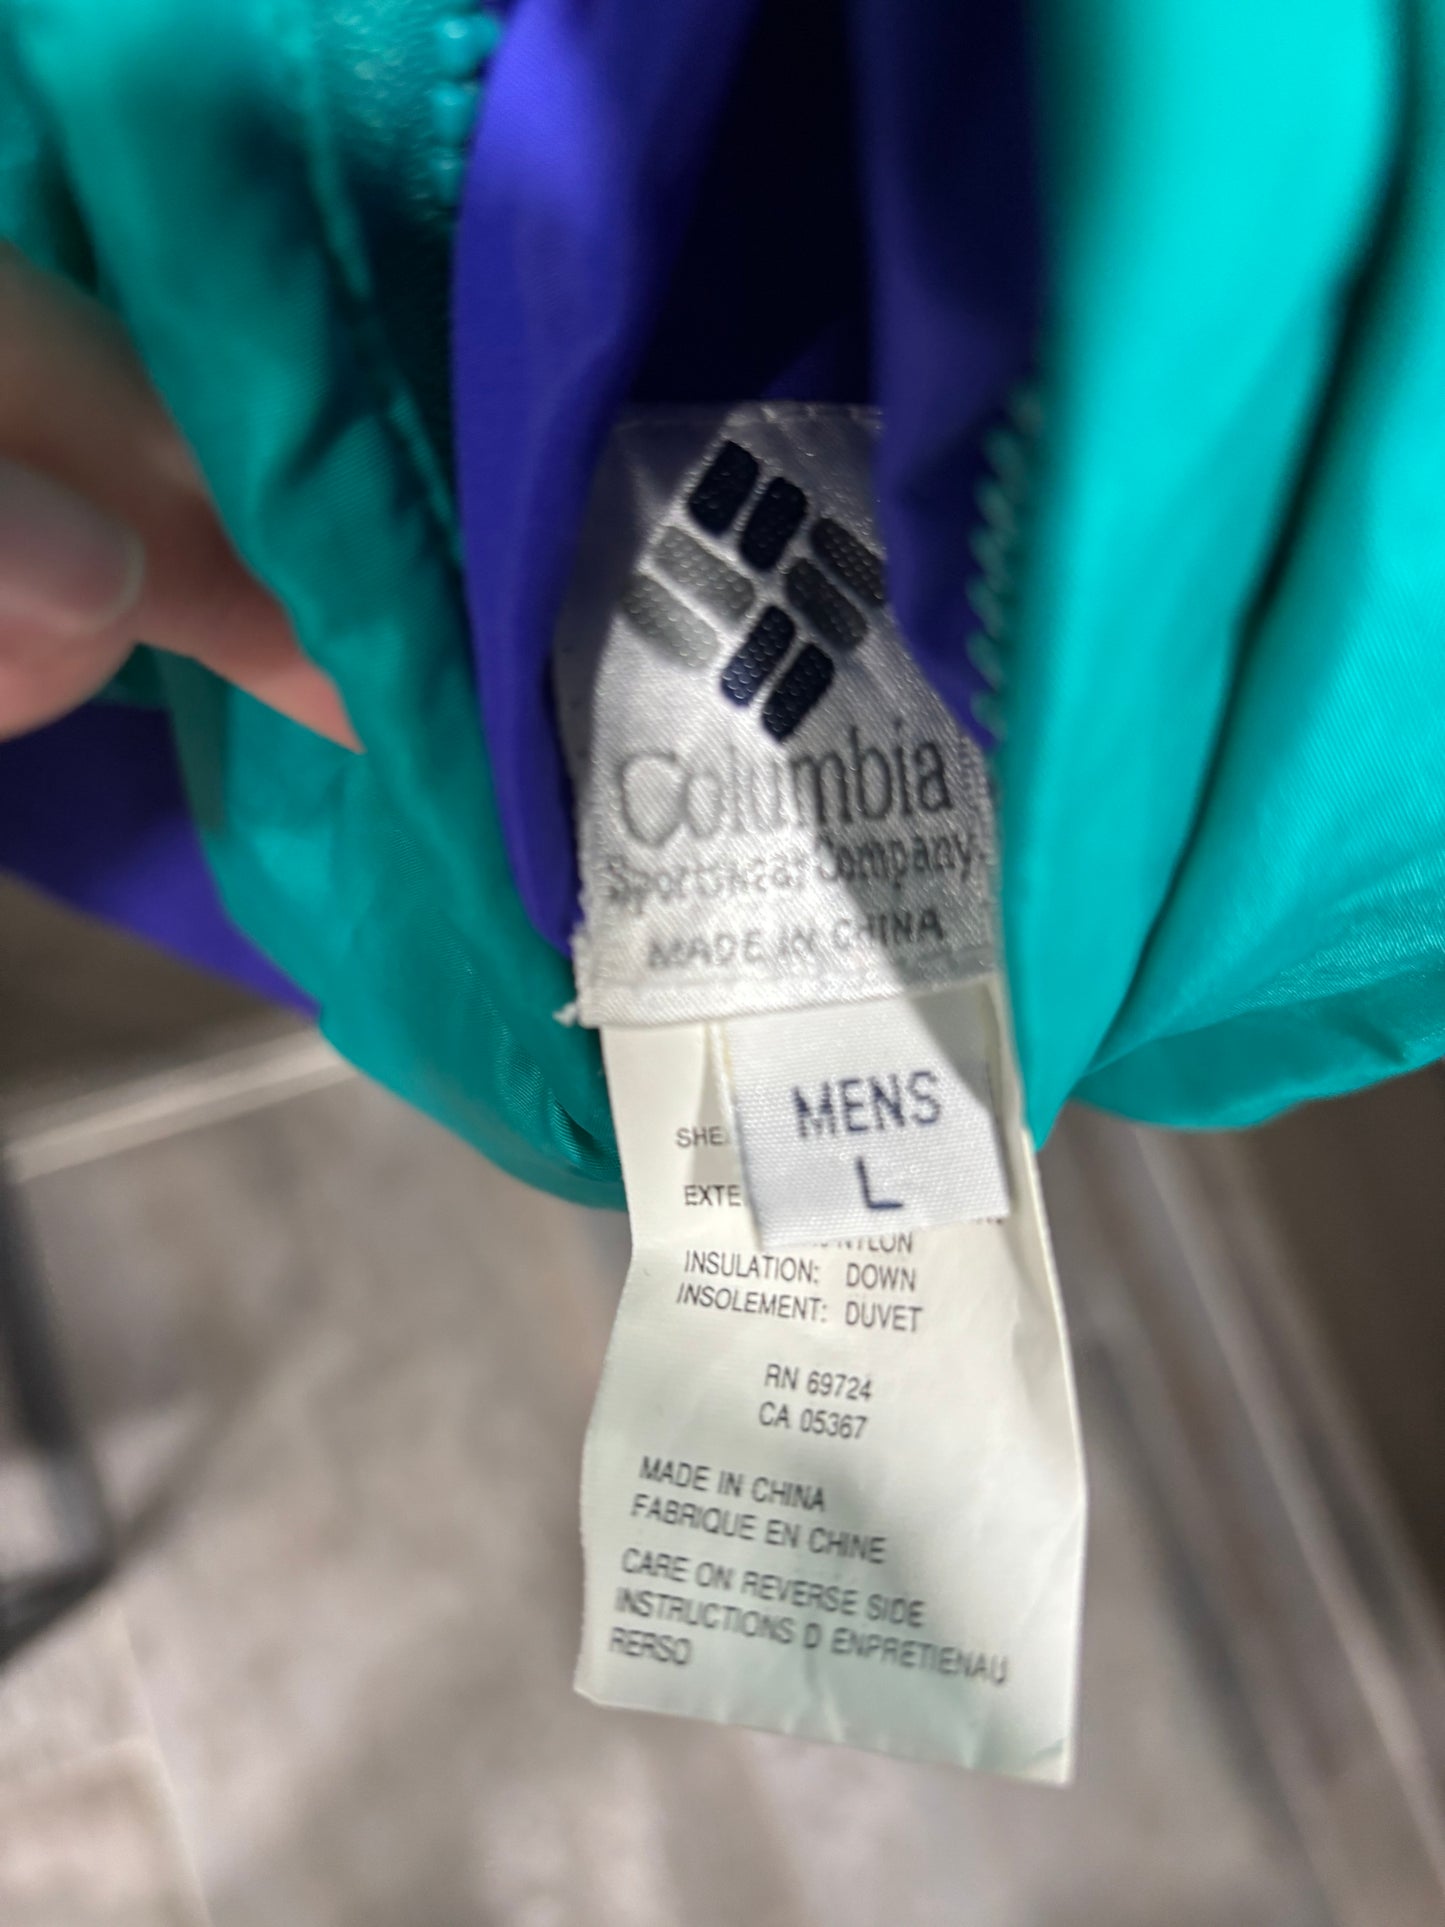 Columbia
Sportswear Company
MADE IN CHINA
MENS
L
NYLON
INSULATION: DOWN
INSOLEMENT: DUVET
RN 69724
CA 05367
MADE IN CHINA
FABRIQUE EN CHINE
CARE ON REVERSE SIDE
INSTRUCTIONS D ENPRETIENAU
RERSO